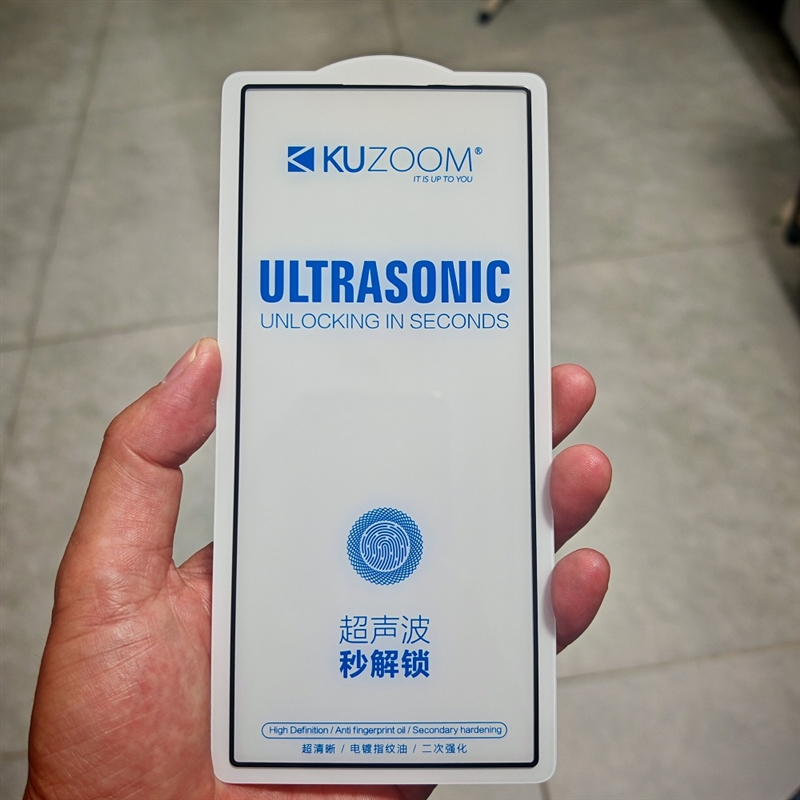 KUZOOM®
IT IS UP TO YOU
ULTRASONIC
UNLOCKING IN SECONDS
超声波
秒解锁
High Definition / Anti fingerprint oil / Secondary hardening
超清晰 / 电镀指纹油 / 二次强化